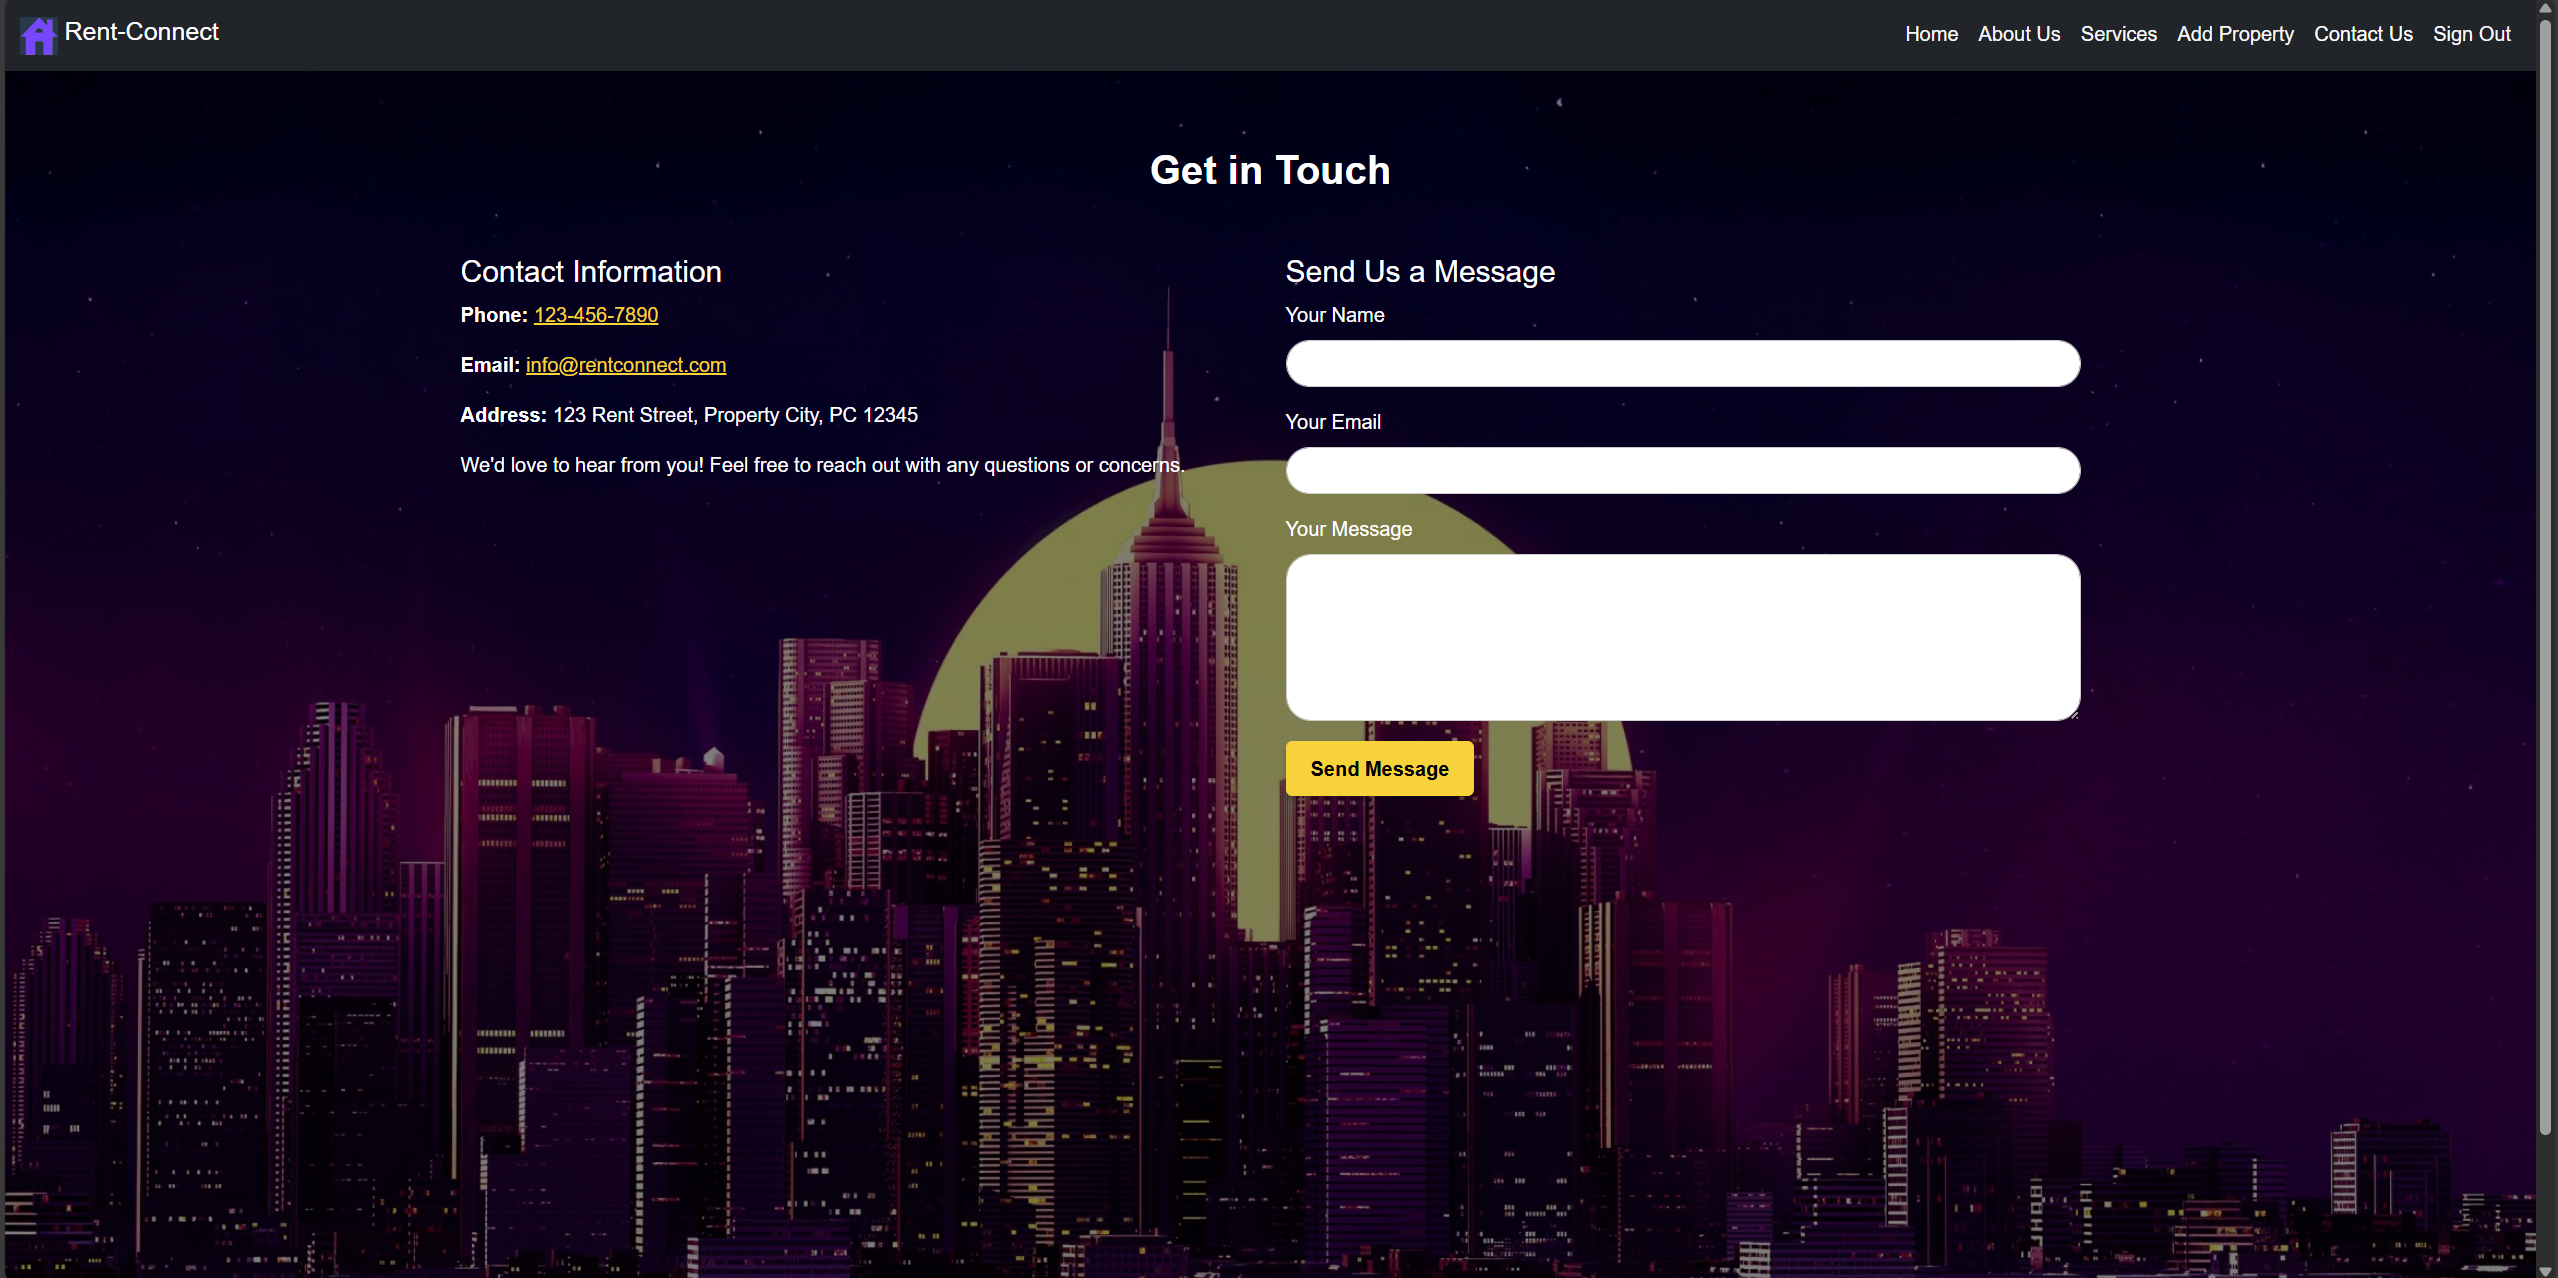 Rent-Connect
Home About Us Services Add Property Contact Us Sign Out
Get in Touch
Contact Information
Phone: 123-456-7890
Email: info@rentconnect.com
Address: 123 Rent Street, Property City, PC 12345
We'd love to hear from you! Feel free to reach out with any questions or concerns.
Send Us a Message
Your Name
Your Email
Your Message
Send Message